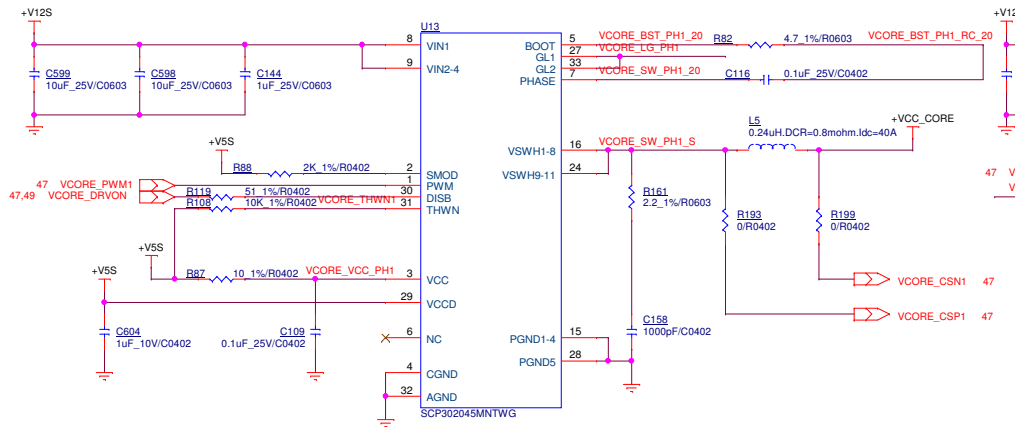 +V12S
C599
10uF_25V/C0603
C598
10uF_25V/C0603
C144
1uF_25V/C0603
+V5S
R88
2K_1%/R0402
47 VCORE_PWM1
47,49 VCORE_DRVON
R119
51_1%/R0402
R108
10K_1%/R0402
VCORE_THWN1
+V5S
+V5S
R87
10_1%/R0402
VCORE_VCC_PH1
C604
1uF_10V/C0402
C109
0.1uF_25V/C0402
U13
8 VIN1
9 VIN2-4
2 SMOD
1 PWM
30 DISB
31 THWN
3 VCC
29 VCCD
6 NC
4 CGND
32 AGND
BOOT 5
GL1 27
GL2 33
PHASE 7
VSWH1-8 16
VSWH9-11 24
PGND1-4 15
PGND5 28
SCP302045MNTWG
VCORE_BST_PH1_20
VCORE_LG_PH1
VCORE_SW_PH1_20
R82
4.7_1%/R0603
VCORE_BST_PH1_RC_20
C116
0.1uF_25V/C0402
VCORE_SW_PH1_S
L5
0.24uH.DCR=0.8mohm.Idc=40A
+VCC_CORE
R161
2.2_1%/R0603
R193
0/R0402
R199
0/R0402
C158
1000pF/C0402
VCORE_CSN1 47
VCORE_CSP1 47
+V12
47 V
V